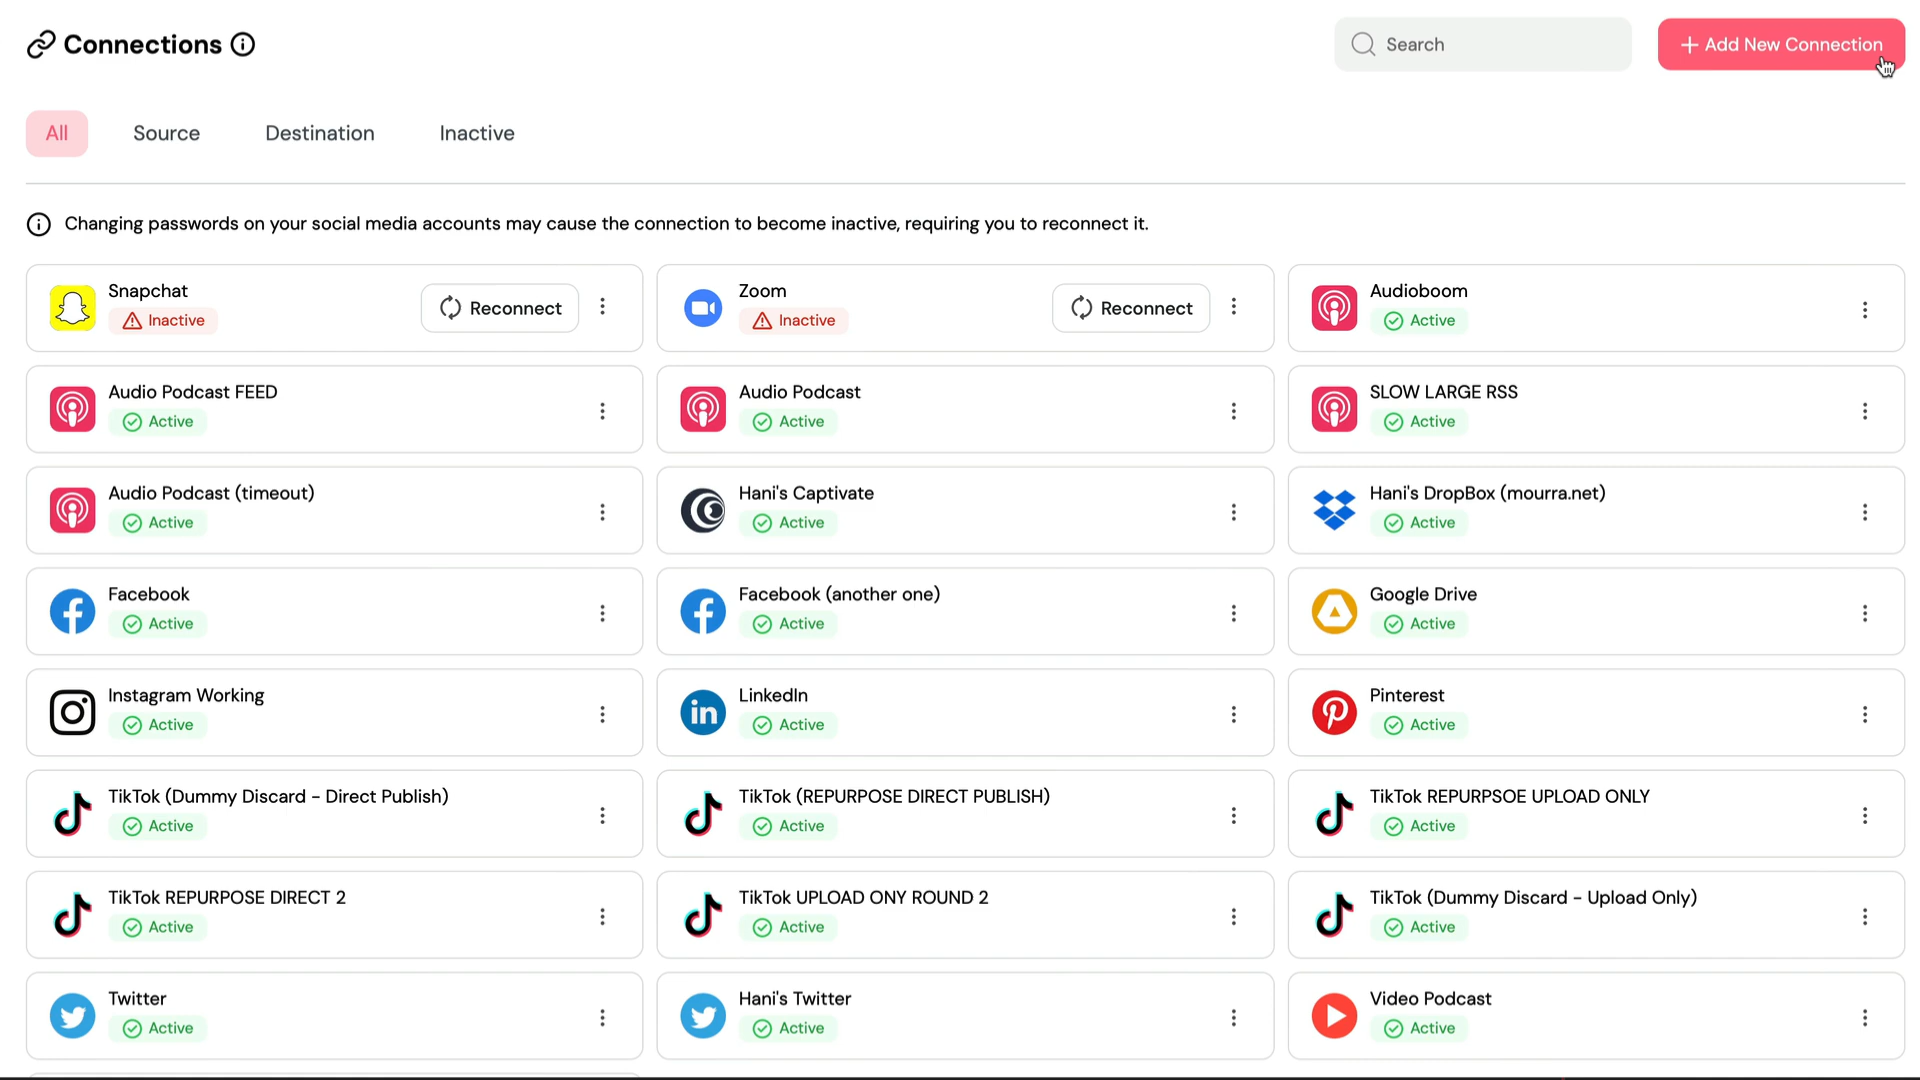 Connections
Search
+ Add New Connection
All
Source
Destination
Inactive
Changing passwords on your social media accounts may cause the connection to become inactive, requiring you to reconnect it.
Snapchat
Inactive
Reconnect
Zoom
Inactive
Reconnect
Audioboom
Active
Audio Podcast FEED
Active
Audio Podcast
Active
SLOW LARGE RSS
Active
Audio Podcast (timeout)
Active
Hani's Captivate
Active
Hani's DropBox (mourra.net)
Active
Facebook
Active
Facebook (another one)
Active
Google Drive
Active
Instagram Working
Active
LinkedIn
Active
Pinterest
Active
TikTok (Dummy Discard - Direct Publish)
Active
TikTok (REPURPOSE DIRECT PUBLISH)
Active
TikTok REPURPSOE UPLOAD ONLY
Active
TikTok REPURPOSE DIRECT 2
Active
TikTok UPLOAD ONY ROUND 2
Active
TikTok (Dummy Discard - Upload Only)
Active
Twitter
Active
Hani's Twitter
Active
Video Podcast
Active